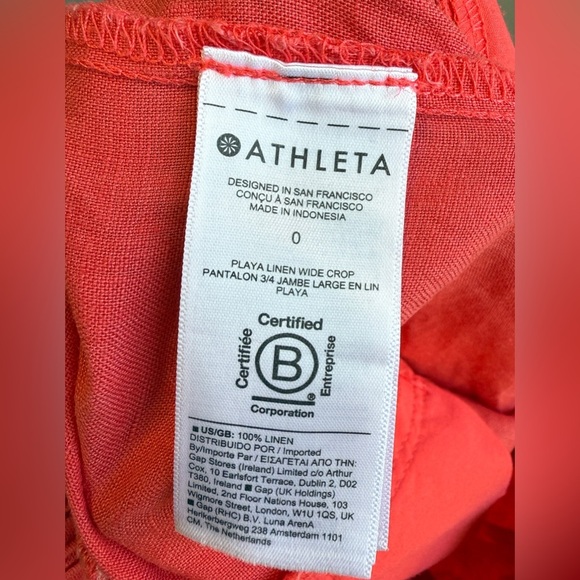 ATHLETA
DESIGNED IN SAN FRANCISCO
CONÇU À SAN FRANCISCO
MADE IN INDONESIA
0
PLAYA LINEN WIDE CROP
PANTALON 3/4 JAMBE LARGE EN LIN
PLAYA
Certified
Certifiée
B
Entreprise
Corporation
■ US/GB: 100% LINEN
DISTRIBUIDO POR / Imported
By/Importe Par / ΕΙΣΑΓΕΤΑΙ ΑΠΟ ΤΗΝ:
Gap Stores (Ireland) Limited c/o Arthur
Cox, 10 Earlsfort Terrace, Dublin 2, D02
T380, Ireland ■ Gap (UK Holdings)
Limited, 2nd Floor Nations House, 103
Wigmore Street, London, W1U 1QS, UK
■ Gap (RHC) B.V. Luna ArenA
Herikerbergweg 238 Amsterdam 1101
CM, The Netherlands